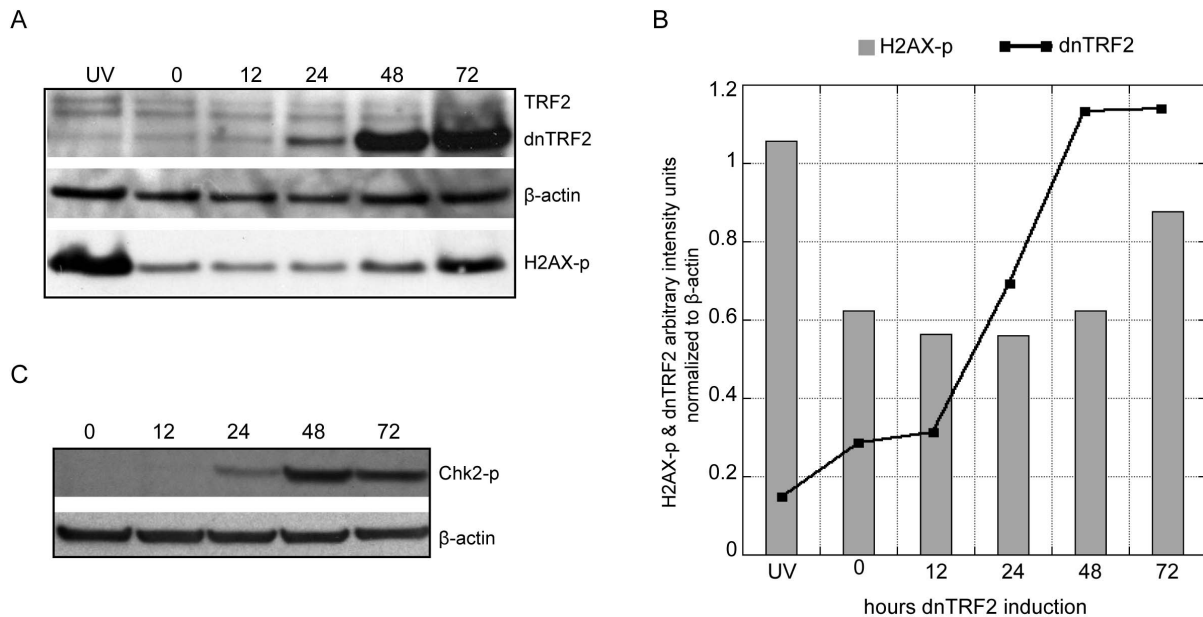 A
UV 0 12 24 48 72
TRF2
dnTRF2
β-actin
H2AX-p
C
0 12 24 48 72
Chk2-p
β-actin
B
H2AX-p dnTRF2
H2AX-p & dnTRF2 arbitrary intensity units
normalized to β-actin
1.2
1
0.8
0.6
0.4
0.2
0
UV 0 12 24 48 72
hours dnTRF2 induction